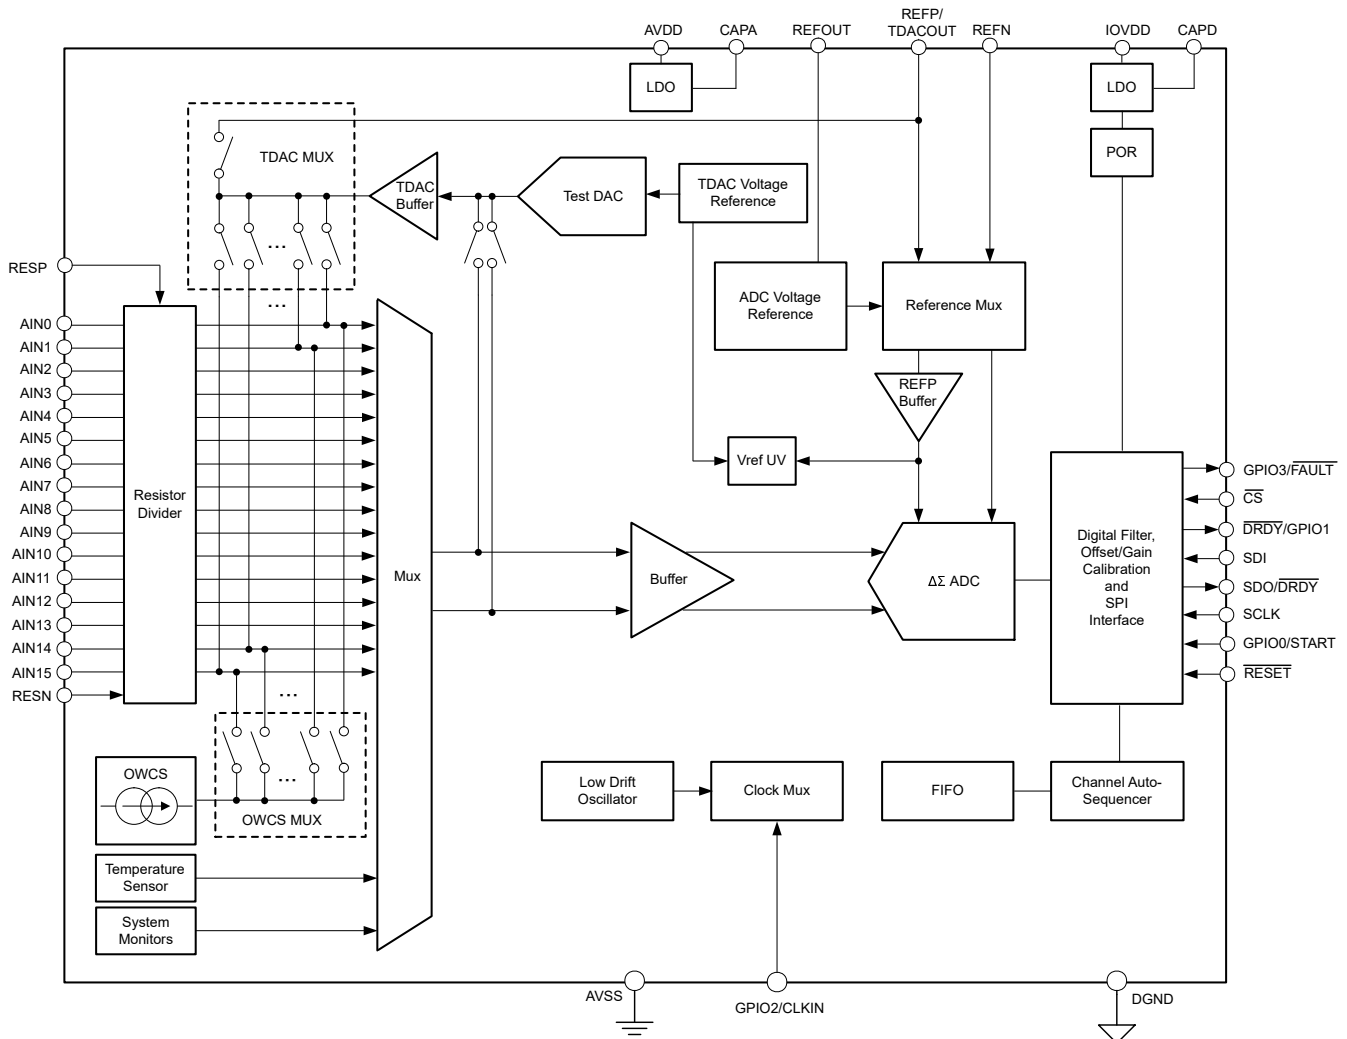 REFP/
AVDD CAPA REFOUT TDACOUT REFN IOVDD CAPD
LDO
LDO
TDAC MUX
POR
TDAC
Buffer
Test DAC
TDAC Voltage
Reference
...
RESP
...
ADC Voltage
Reference
Reference Mux
AIN0
AIN1
AIN2
AIN3
AIN4
AIN5
AIN6
AIN7
AIN8
AIN9
AIN10
AIN11
AIN12
AIN13
AIN14
AIN15
RESN
Resistor
Divider
REFP
Buffer
Vref UV
Mux
Buffer
ΔΣ ADC
Digital Filter,
Offset/Gain
Calibration
and
SPI
Interface
GPIO3/FAULT
CS
DRDY/GPIO1
SDI
SDO/DRDY
SCLK
GPIO0/START
RESET
...
OWCS
...
OWCS MUX
Low Drift
Oscillator
Clock Mux
FIFO
Channel Auto-
Sequencer
Temperature
Sensor
System
Monitors
AVSS
GPIO2/CLKIN
DGND